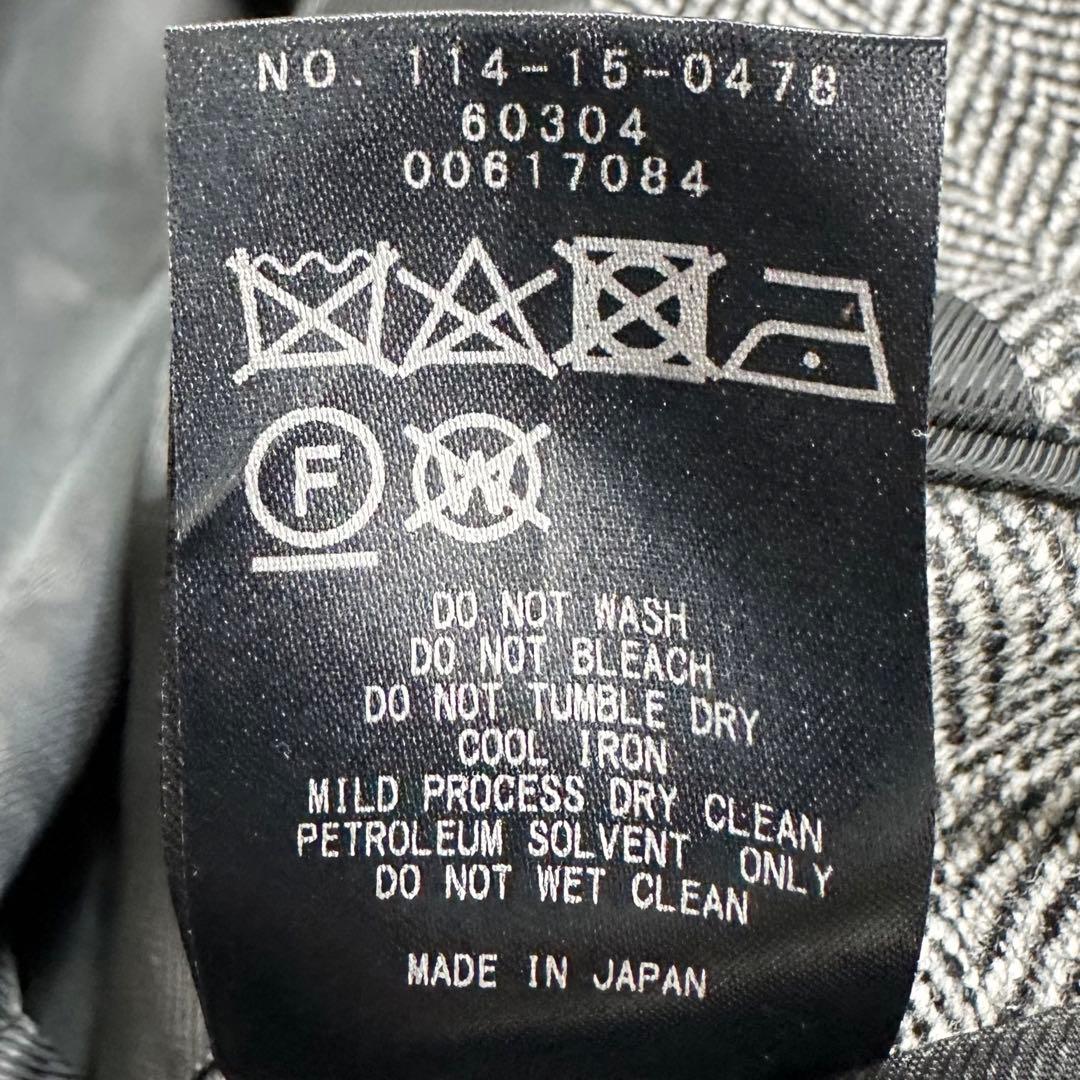 NO. 114-15-0478
60304
00617084
F
W
DO NOT WASH
DO NOT BLEACH
DO NOT TUMBLE DRY
COOL IRON
MILD PROCESS DRY CLEAN
PETROLEUM SOLVENT ONLY
DO NOT WET CLEAN
MADE IN JAPAN